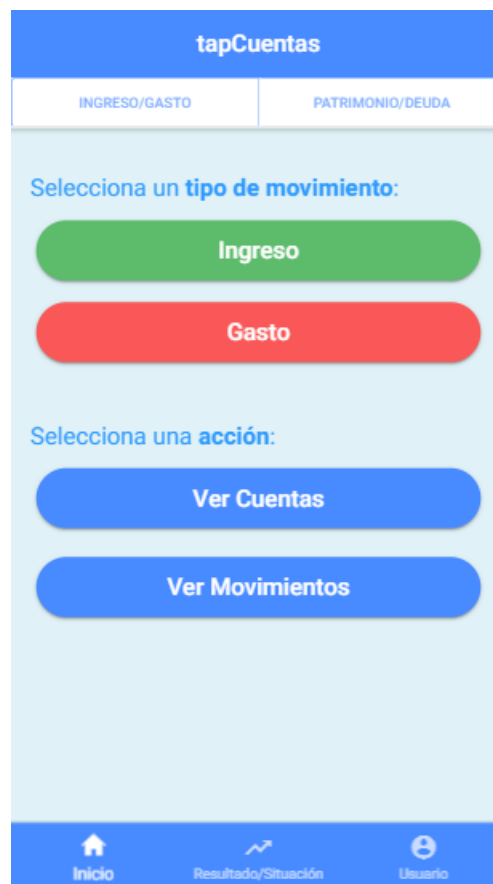 tapCuentas
INGRESO/GASTO PATRIMONIO/DEUDA
Selecciona un tipo de movimiento:
Ingreso
Gasto
Selecciona una acción:
Ver Cuentas
Ver Movimientos
Inicio Resultado/Situación Usuario